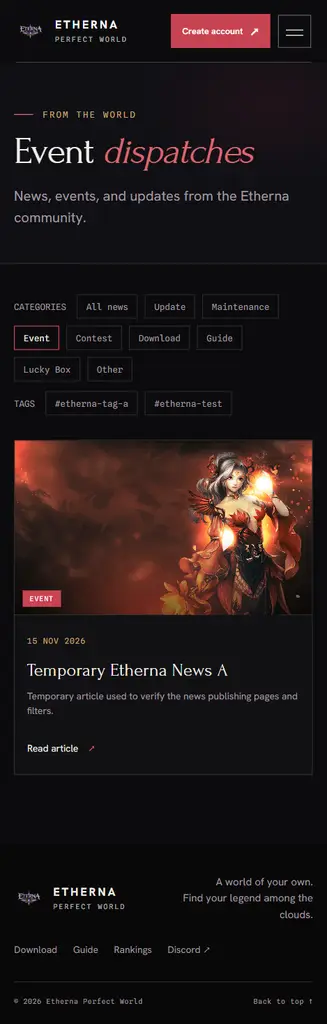 ETHERNA
ETHERNA
PERFECT WORLD
Create account ↗
FROM THE WORLD
Event dispatches
News, events, and updates from the Etherna
community.
CATEGORIES All news Update Maintenance
Event Contest Download Guide
Lucky Box Other
TAGS #etherna-tag-a #etherna-test
EVENT
15 NOV 2026
Temporary Etherna News A
Temporary article used to verify the news publishing pages and
filters.
Read article ↗
A world of your own.
Find your legend among the
clouds.
ETHERNA
ETHERNA
PERFECT WORLD
Download Guide Rankings Discord ↗
© 2026 Etherna Perfect World Back to top ↑